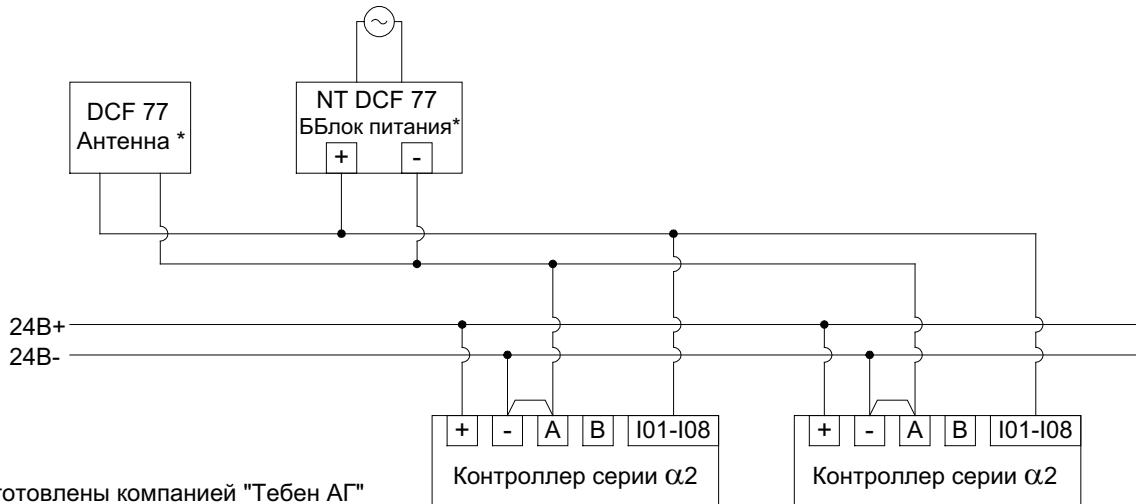 DCF 77
Антенна *
NT DCF 77
ББлок питания*
+ -
24В+
24В-
+ - A B I01-I08
Контроллер серии α2
+ - A B I01-I08
Контроллер серии α2
готовлены компанией "Тебен АГ"